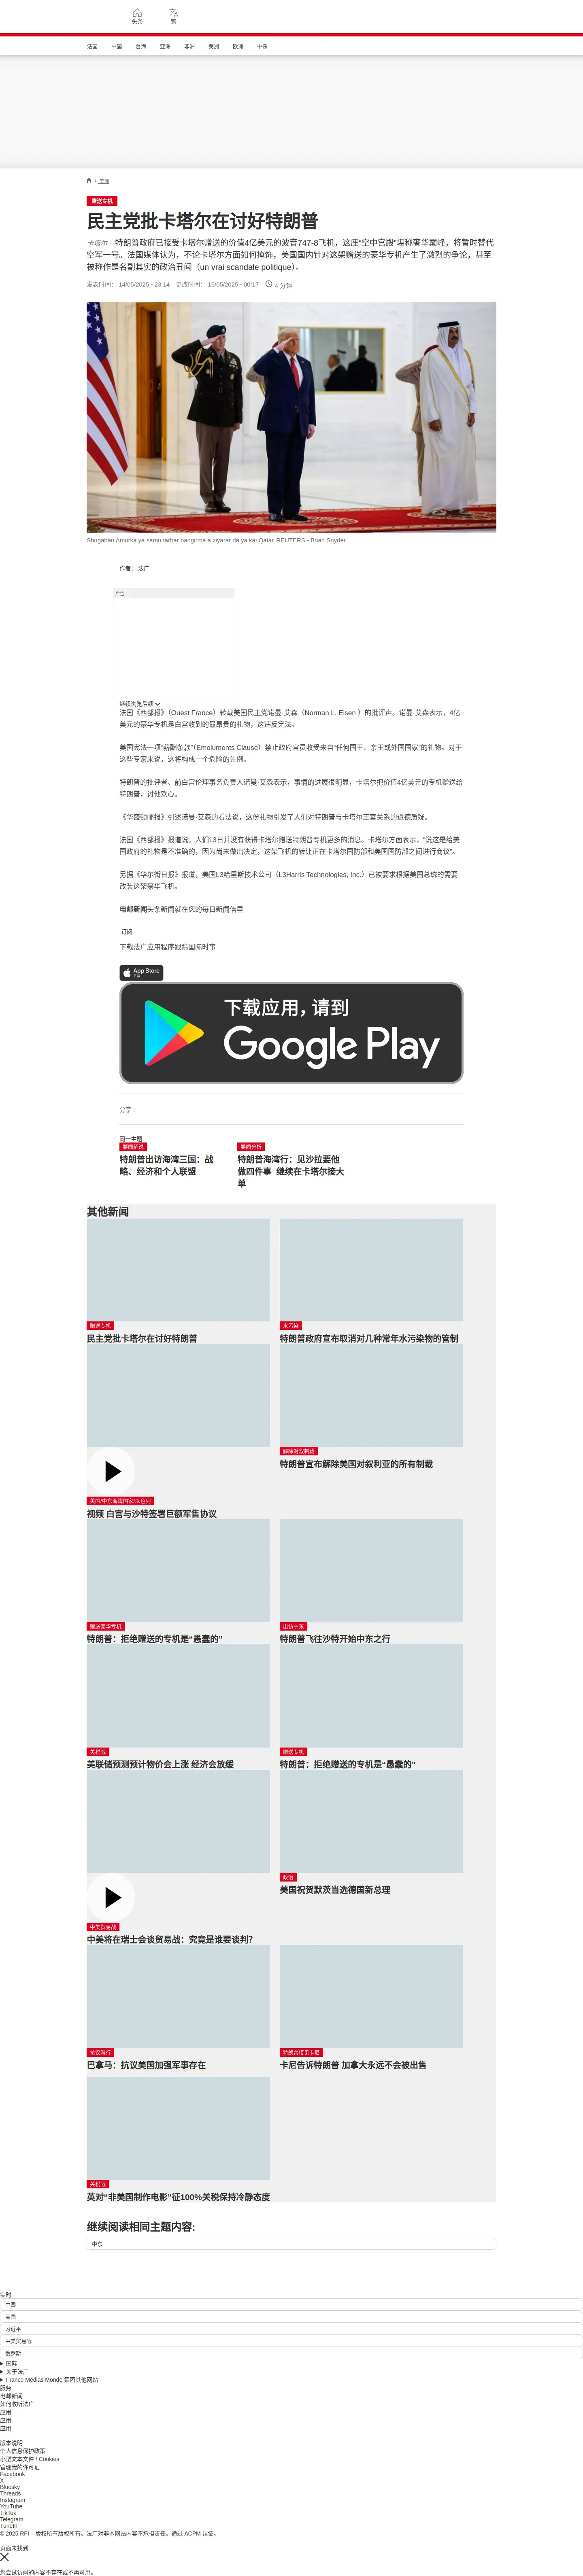 头条
繁
法国
中国
台海
亚洲
非洲
美洲
欧洲
中东
/ 美洲
赠送专机
民主党批卡塔尔在讨好特朗普
卡塔尔 – 特朗普政府已接受卡塔尔赠送的价值4亿美元的波音747-8飞机，这座“空中宫殿”堪称奢华巅峰，将暂时替代
空军一号。法国媒体认为，不论卡塔尔方面如何掩饰，美国国内针对这架赠送的豪华专机产生了激烈的争论，甚至
被称作是名副其实的政治丑闻（un vrai scandale politique）。
发表时间： 14/05/2025 - 23:14 更改时间： 15/05/2025 - 00:17 4 分钟
Shugaban Amurka ya samu tarbar bangirma a ziyarar da ya kai Qatar REUTERS - Brian Snyder
作者： 法广
广告
继续浏览后续
法国《西部报》（Ouest France）转载美国民主党诺曼·艾森（Norman L. Eisen ）的批评声。诺曼·艾森表示，4亿
美元的豪华专机是白宫收到的最昂贵的礼物，这违反宪法。
美国宪法一项“薪酬条款”（Emoluments Clause）禁止政府官员收受来自“任何国王、亲王或外国国家”的礼物。对于
这些专家来说，这将构成一个危险的先例。
特朗普的批评者、前白宫伦理事务负责人诺曼·艾森表示，事情的进展很明显，卡塔尔把价值4亿美元的专机赠送给
特朗普，讨他欢心。
《华盛顿邮报》引述诺曼·艾森的看法说，这份礼物引发了人们对特朗普与卡塔尔王室关系的道德质疑。
法国《西部报》报道说，人们13日并没有获得卡塔尔赠送特朗普专机更多的消息。卡塔尔方面表示，“说这是给美
国政府的礼物是不准确的，因为尚未做出决定，这架飞机的转让正在卡塔尔国防部和美国国防部之间进行商议”。
另据《华尔街日报》报道，美国L3哈里斯技术公司（L3Harris Technologies, Inc.）已被要求根据美国总统的需要
改装这架豪华飞机。
电邮新闻头条新闻就在您的每日新闻信里
订阅
下载法广应用程序跟踪国际时事
App Store
下载
下载应用，请到
Google Play
分享 :
同一主题
要闻解说
特朗普出访海湾三国：战
略、经济和个人联盟
要闻分析
特朗普海湾行：见沙拉要他
做四件事 继续在卡塔尔接大
单
其他新闻
赠送专机
民主党批卡塔尔在讨好特朗普
水污染
特朗普政府宣布取消对几种常年水污染物的管制
美国/中东海湾国家/以色列
视频 白宫与沙特签署巨额军售协议
解除对叙制裁
特朗普宣布解除美国对叙利亚的所有制裁
赠送豪华专机
特朗普：拒绝赠送的专机是“愚蠢的”
出访中东
特朗普飞往沙特开始中东之行
关税战
美联储预测预计物价会上涨 经济会放缓
赠送专机
特朗普：拒绝赠送的专机是“愚蠢的”
中美贸易战
中美将在瑞士会谈贸易战：究竟是谁要谈判？
政治
美国祝贺默茨当选德国新总理
抗议游行
巴拿马：抗议美国加强军事存在
特朗普接见卡尼
卡尼告诉特朗普 加拿大永远不会被出售
关税战
英对“非美国制作电影”征100%关税保持冷静态度
继续阅读相同主题内容:
中东
实时
中国
美国
习近平
中美贸易战
俄罗斯
国际
关于法广
France Médias Monde 集团其他网站
服务
电邮新闻
如何收听法广
应用
应用
应用
版本说明
个人信息保护政策
小型文本文件 / Cookies
管理我的许可证
Facebook
X
Bluesky
Threads
Instagram
YouTube
TikTok
Telegram
TuneIn
© 2025 RFI – 版权所有版权所有。法广对非本网站内容不承担责任。通过 ACPM 认证。
页面未找到
您尝试访问的内容不存在或不再可用。